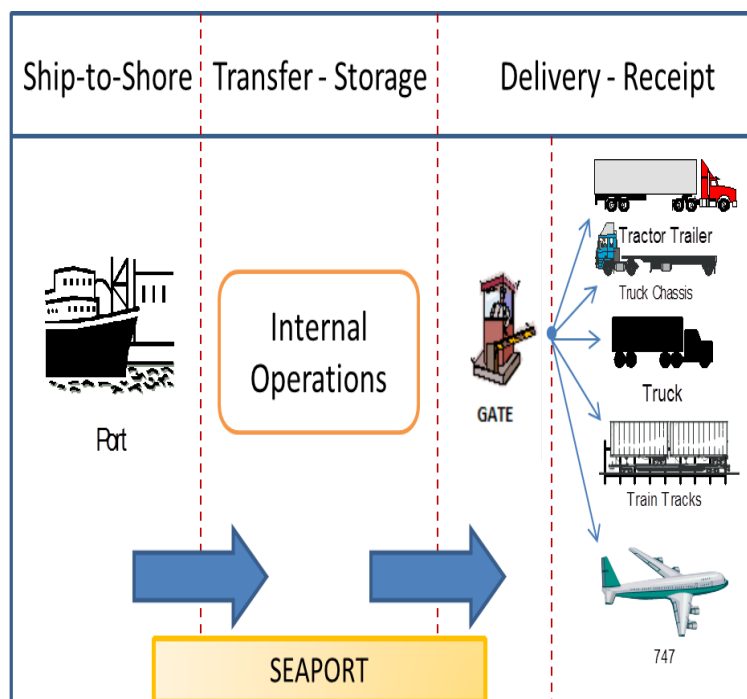 Ship-to-Shore
Transfer - Storage
Delivery - Receipt
Port
Internal
Operations
GATE
Tractor Trailer
Truck Chassis
Truck
Train Tracks
747
SEAPORT